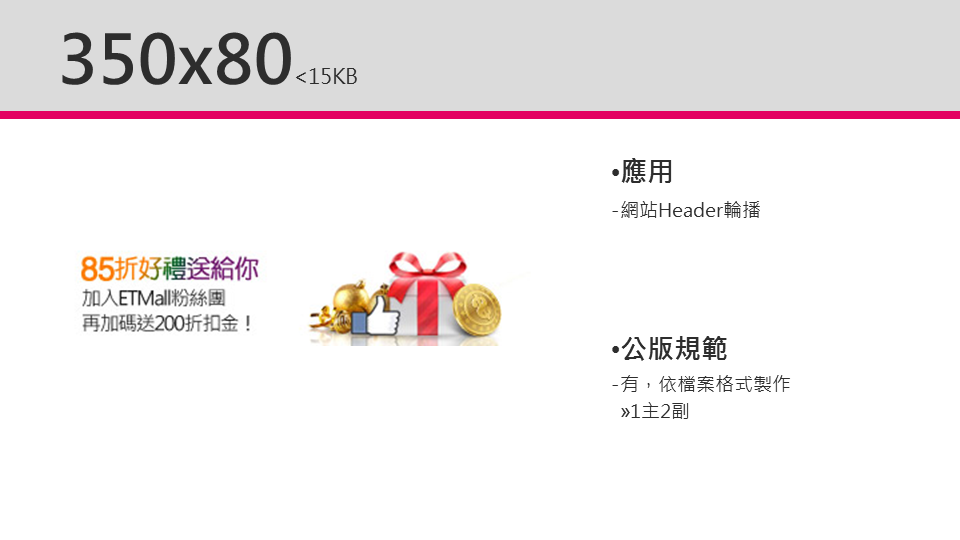 350x80<15KB
•應用
-網站Header輪播
85折好禮送給你
加入ETMall粉絲團
再加碼送200折扣金！
•公版規範
-有，依檔案格式製作
»1主2副